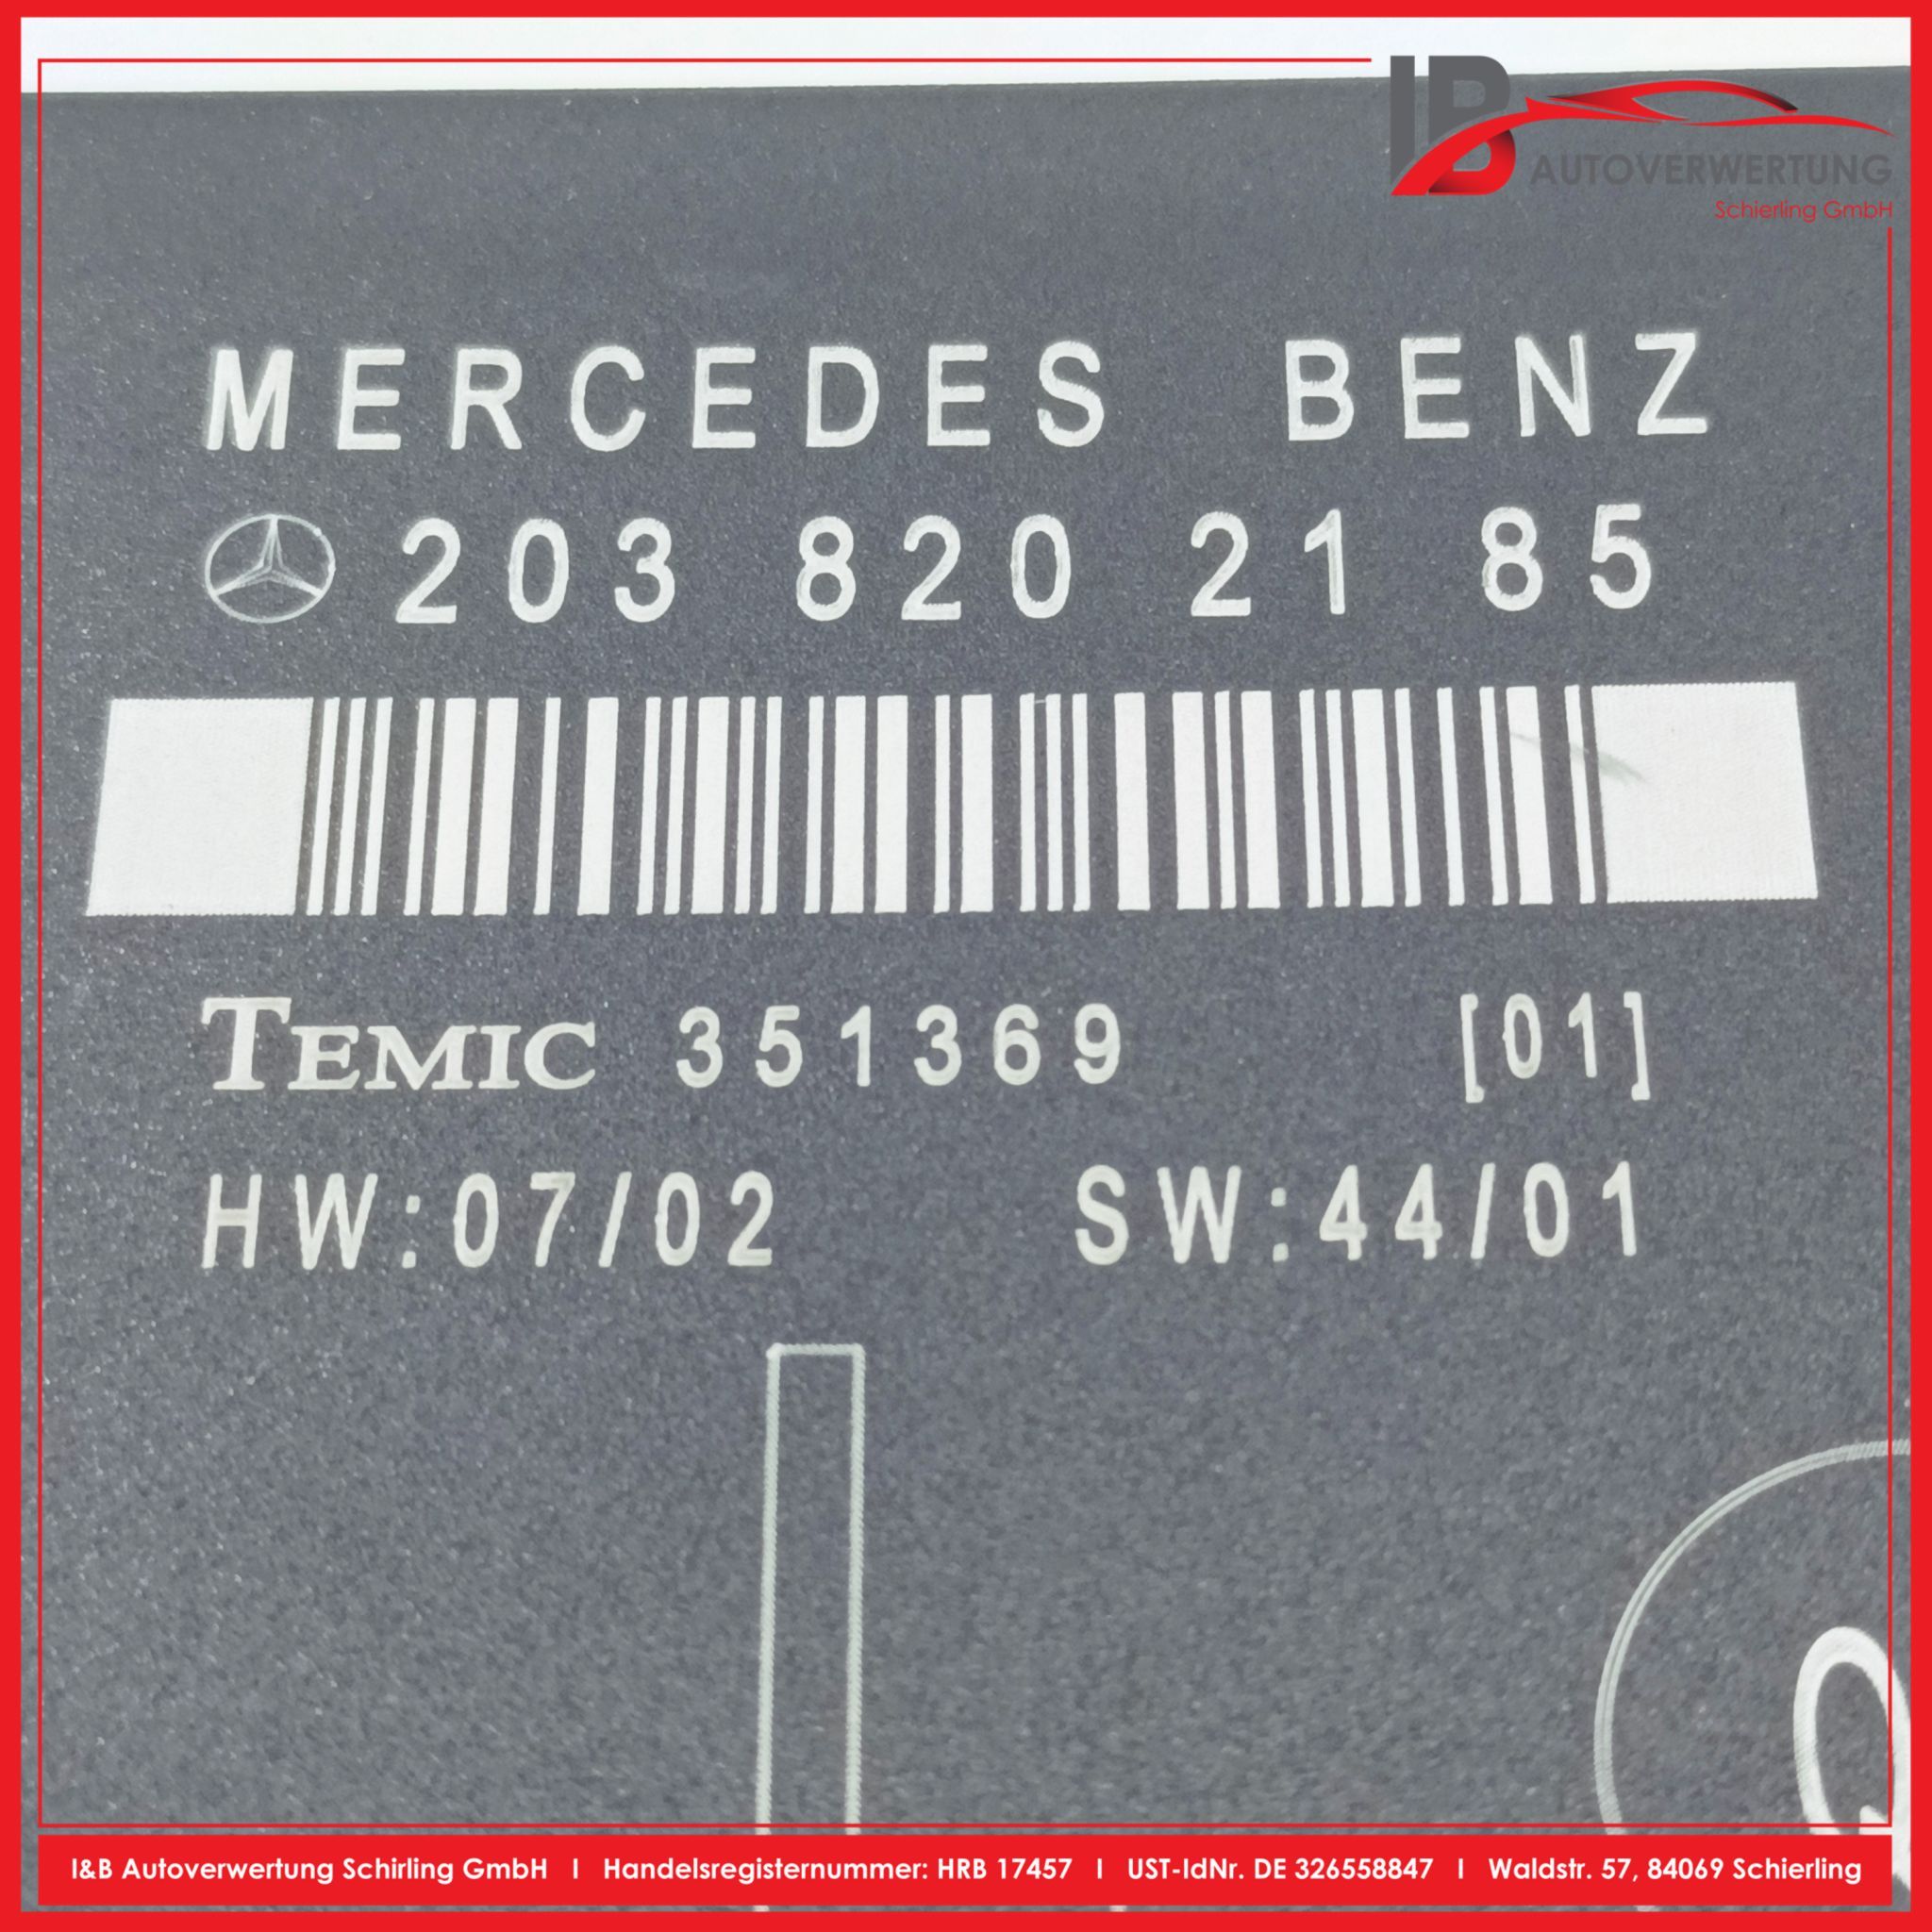 IB
AUTOVERWERTUNG
Schierling GmbH
MERCEDES BENZ
203 820 21 85
TEMIC 351369 [01]
HW:07/02 SW:44/01
I&B Autoverwertung Schirling GmbH I Handelsregisternummer: HRB 17457 I UST-IdNr. DE 326558847 I Waldstr. 57, 84069 Schierling